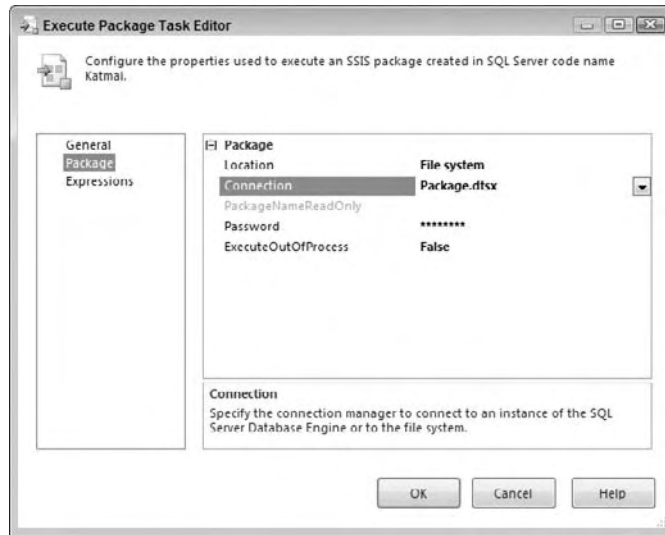 Execute Package Task Editor
Configure the properties used to execute an SSIS package created in SQL Server code name
Katmai.
General
Package
Expressions
Package
Location File system
Connection Package.dtsx
PackageNameReadOnly
Password ********
ExecuteOutOfProcess False
Connection
Specify the connection manager to connect to an instance of the SQL
Server Database Engine or to the file system.
OK Cancel Help